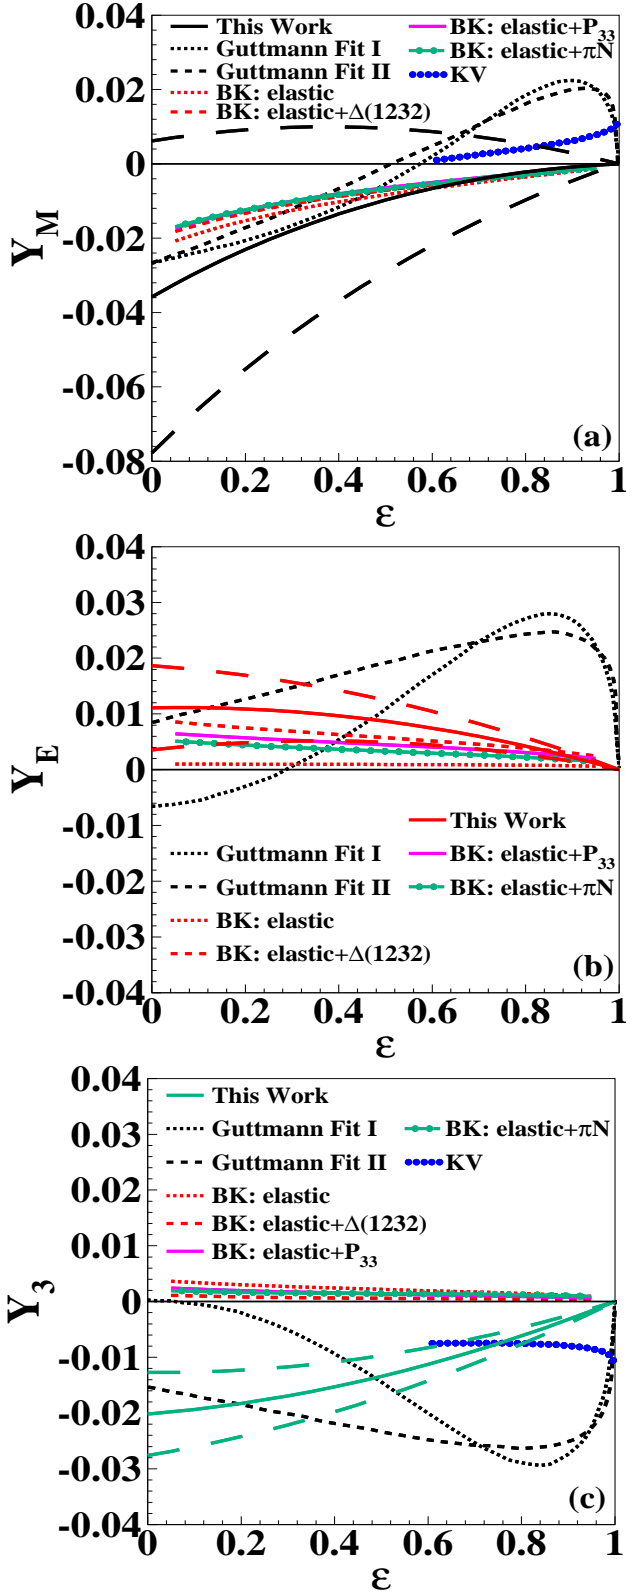 0.04
This Work
Guttmann Fit I
Guttmann Fit II
BK: elastic
BK: elastic+Δ(1232)
BK: elastic+P33
BK: elastic+πN
KV
0.02
0
-0.02
-0.04
-0.06
-0.08
Y_M
(a)
0 0.2 0.4 0.6 0.8 1
ε
0.04
0.03
0.02
0.01
0
-0.01
-0.02
-0.03
-0.04
Y_E
This Work
Guttmann Fit I
BK: elastic+P33
Guttmann Fit II
BK: elastic+πN
BK: elastic
BK: elastic+Δ(1232)
(b)
0 0.2 0.4 0.6 0.8 1
ε
0.04
0.03
0.02
0.01
0
-0.01
-0.02
-0.03
-0.04
Y_3
This Work
Guttmann Fit I
BK: elastic+πN
Guttmann Fit II
KV
BK: elastic
BK: elastic+Δ(1232)
BK: elastic+P33
(c)
0 0.2 0.4 0.6 0.8 1
ε